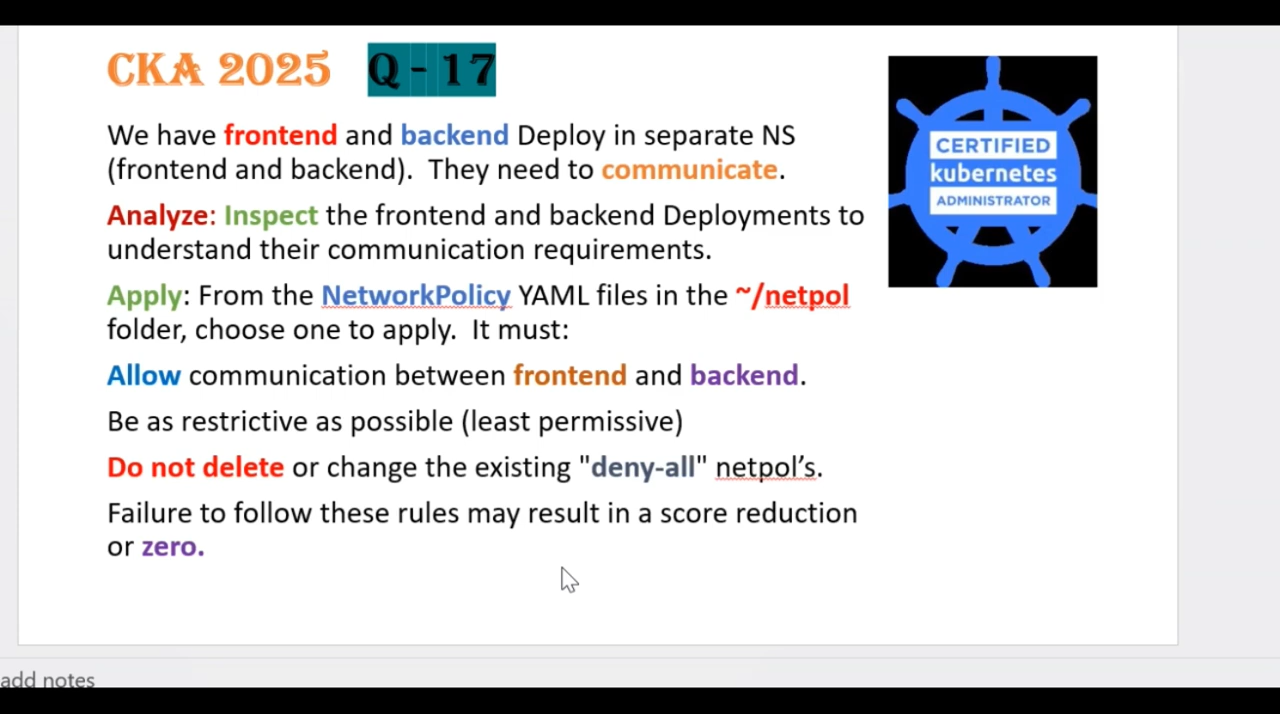 CKA 2025 Q - 17
We have frontend and backend Deploy in separate NS
(frontend and backend). They need to communicate.
Analyze: Inspect the frontend and backend Deployments to
understand their communication requirements.
Apply: From the NetworkPolicy YAML files in the ~/netpol
folder, choose one to apply. It must:
Allow communication between frontend and backend.
Be as restrictive as possible (least permissive)
Do not delete or change the existing "deny-all" netpol’s.
Failure to follow these rules may result in a score reduction
or zero.
CERTIFIED
kubernetes
ADMINISTRATOR
add notes